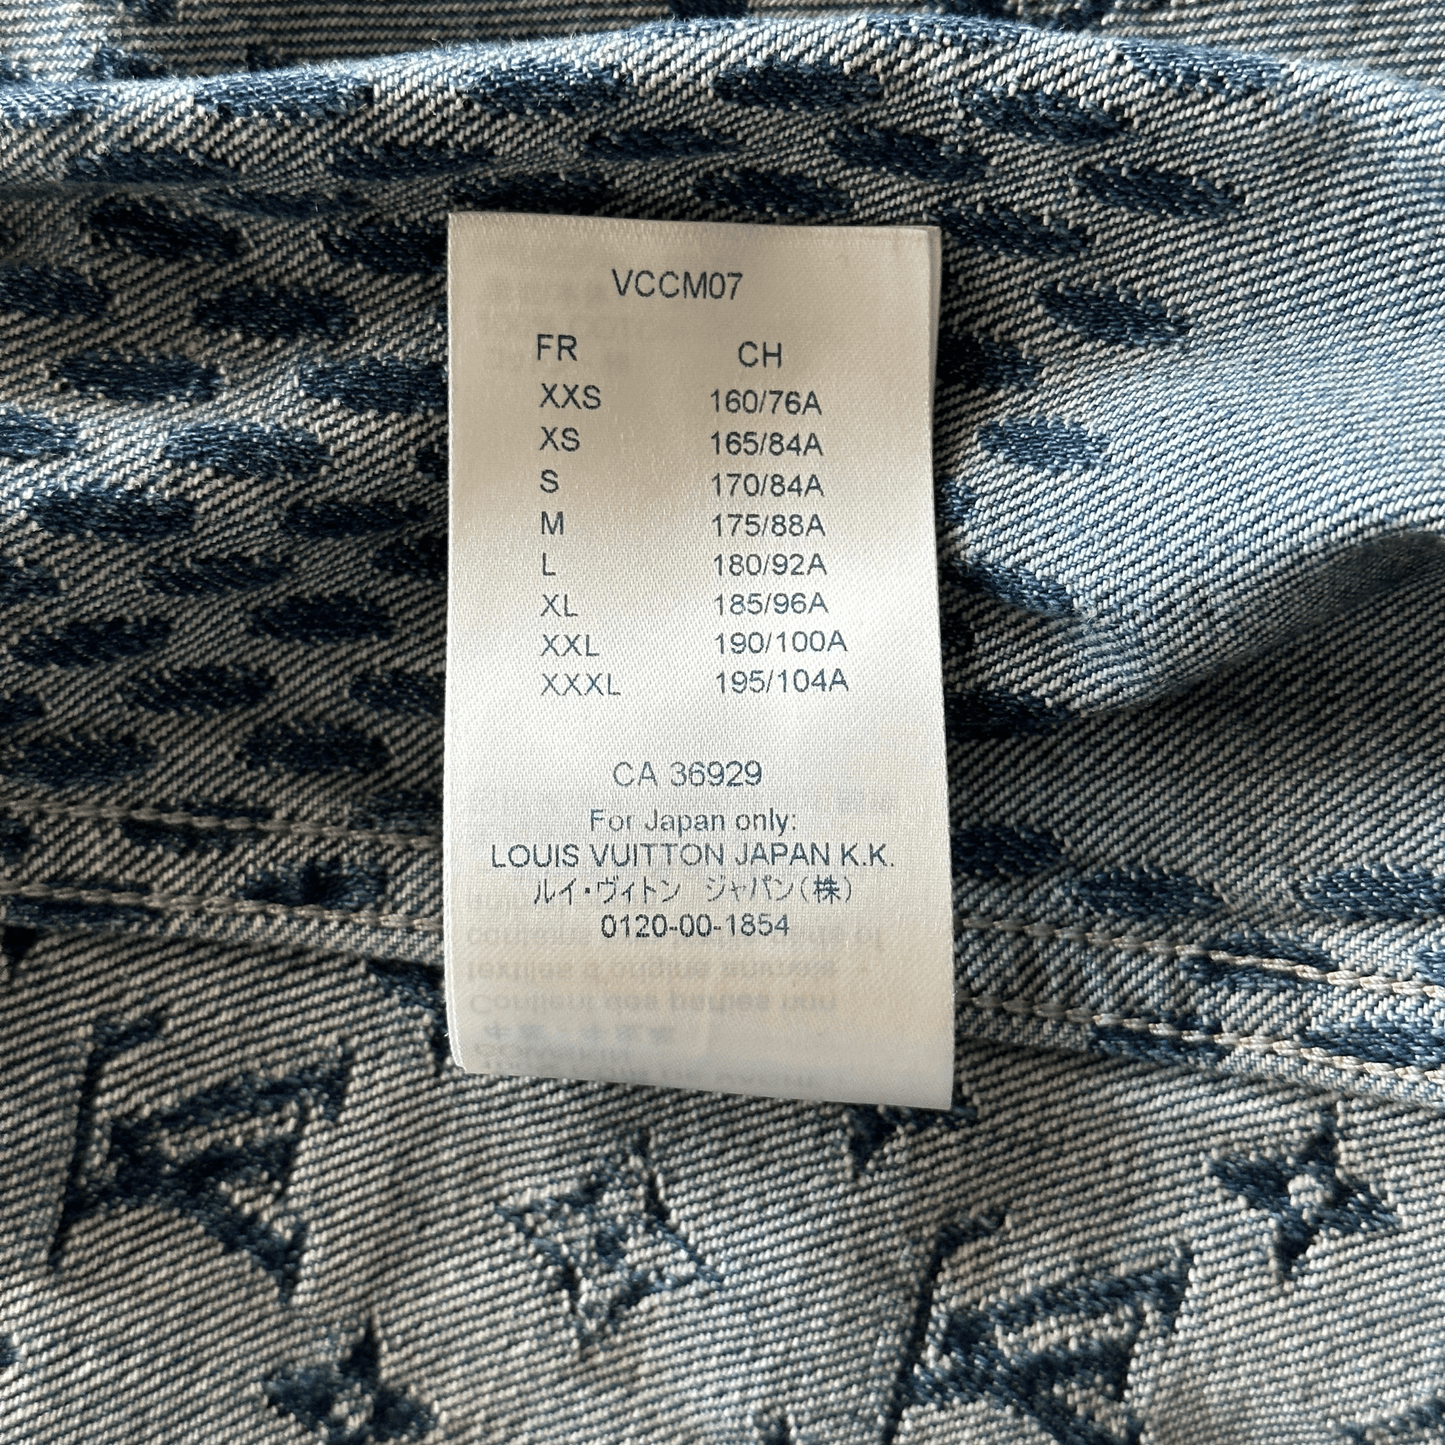 VCCM07
FR CH
XXS 160/76A
XS 165/84A
S 170/84A
M 175/88A
L 180/92A
XL 185/96A
XXL 190/100A
XXXL 195/104A
CA 36929
For Japan only:
LOUIS VUITTON JAPAN K.K.
ルイ・ヴィトン ジャパン(株)
0120-00-1854